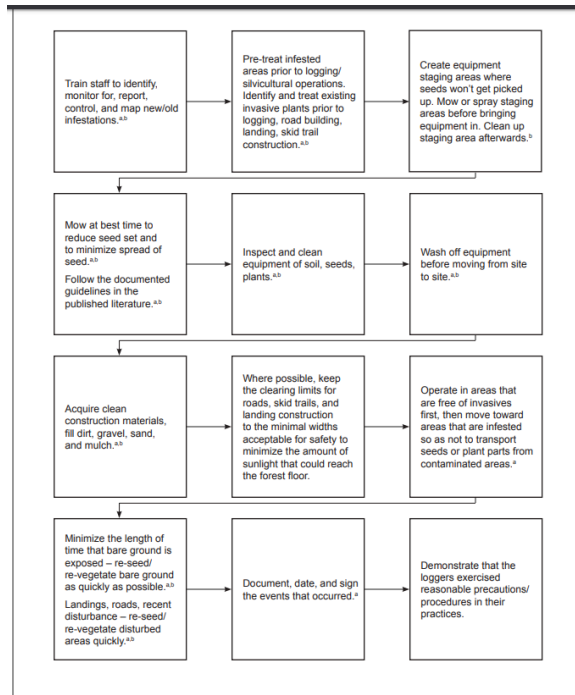 Train staff to identify,
monitor for, report,
control, and map new/old
infestations.a,b
Pre-treat infested
areas prior to logging/
silvicultural operations.
Identify and treat existing
invasive plants prior to
logging, road building,
landing, skid trail
construction.a,b
Create equipment
staging areas where
seeds won't get picked
up. Mow or spray staging
areas before bringing
equipment in. Clean up
staging area afterwards.b
Mow at best time to
reduce seed set and
to minimize spread of
seed.a,b
Follow the documented
guidelines in the
published literature.a,b
Inspect and clean
equipment of soil, seeds,
plants.a,b
Wash off equipment
before moving from site
to site.a,b
Acquire clean
construction materials,
fill dirt, gravel, sand,
and mulch.a,b
Where possible, keep
the clearing limits for
roads, skid trails, and
landing construction
to the minimal widths
acceptable for safety to
minimize the amount of
sunlight that could reach
the forest floor.
Operate in areas that
are free of invasives
first, then move toward
areas that are infested
so as not to transport
seeds or plant parts from
contaminated areas.a
Minimize the length of
time that bare ground is
exposed – re-seed/
re-vegetate bare ground
as quickly as possible.a,b
Landings, roads, recent
disturbance – re-seed/
re-vegetate disturbed
areas quickly.a,b
Document, date, and sign
the events that occurred.a
Demonstrate that the
loggers exercised
reasonable precautions/
procedures in their
practices.